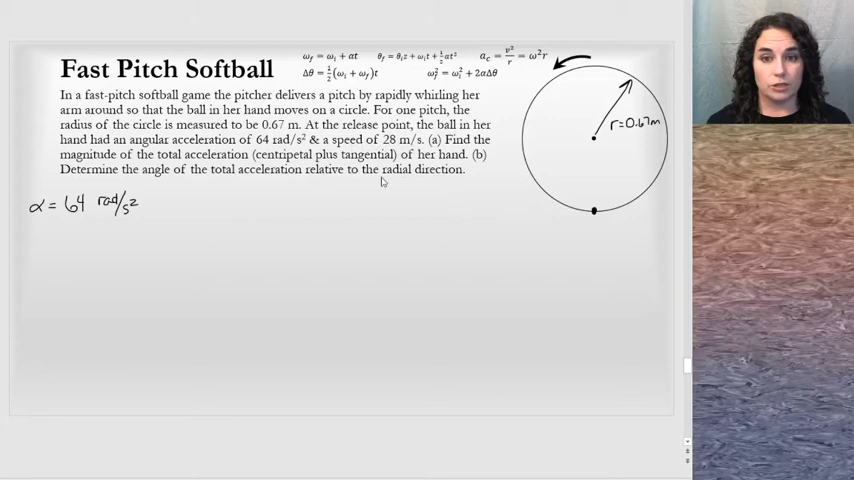 Fast Pitch Softball
ω_f = ω_i + αt   θ_f = θ_i z + ω_i t + ½αt²   a_c = v²/r = ω²r
Δθ = ½(ω_i + ω_f)t   ω_f² = ω_i² + 2αΔθ
In a fast-pitch softball game the pitcher delivers a pitch by rapidly whirling her
arm around so that the ball in her hand moves on a circle. For one pitch, the
radius of the circle is measured to be 0.67 m. At the release point, the ball in her
hand had an angular acceleration of 64 rad/s² & a speed of 28 m/s. (a) Find the
magnitude of the total acceleration (centripetal plus tangential) of her hand. (b)
Determine the angle of the total acceleration relative to the radial direction.
r=0.67m
α = 64 rad/s²